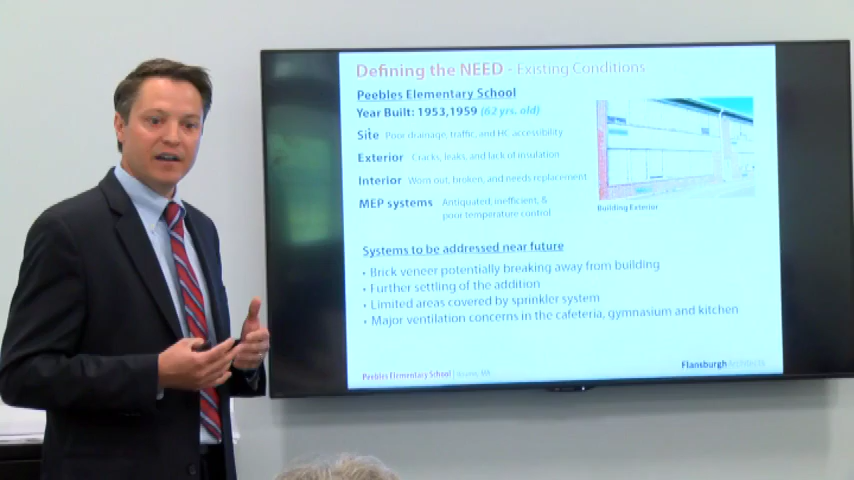 Defining the NEED - Existing Conditions
Peebles Elementary School
Year Built: 1953,1959 (62 yrs. old)
Site Poor drainage, traffic, and HC accessibility
Exterior Cracks, leaks, and lack of insulation
Interior Worn out, broken, and needs replacement
MEP systems Antiquated, inefficient, &
poor temperature control
Building Exterior
Systems to be addressed near future
• Brick veneer potentially breaking away from building
• Further settling of the addition
• Limited areas covered by sprinkler system
• Major ventilation concerns in the cafeteria, gymnasium and kitchen
Peebles Elementary School | Bourne, MA
Flansburgh Architects